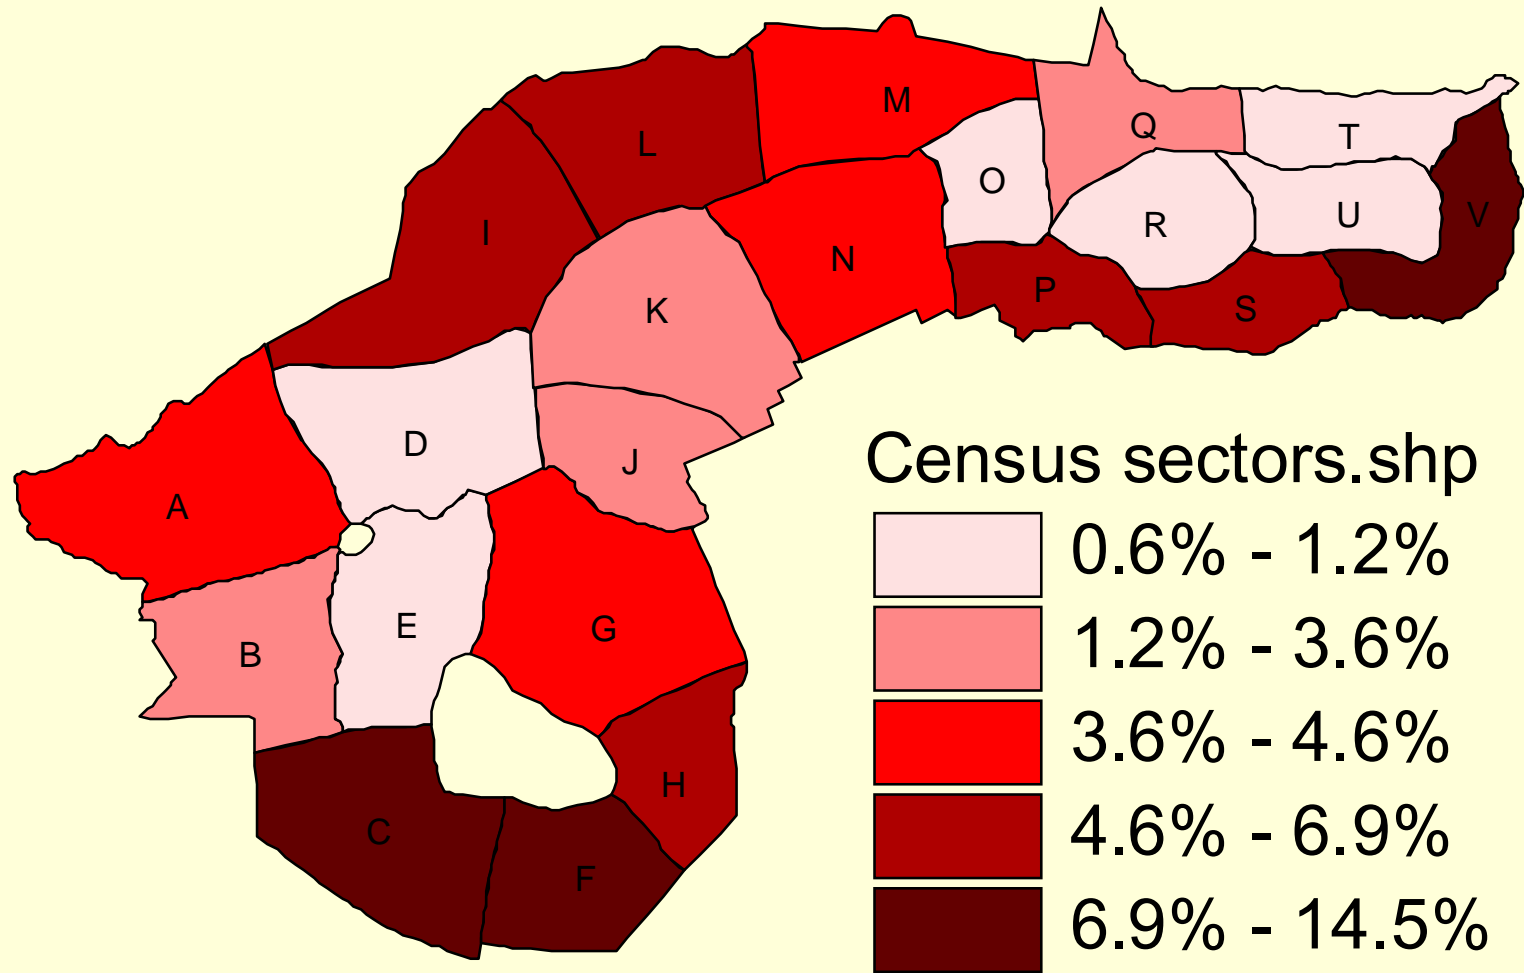 M
Q
T
L
O
V
U
R
I
N
P
S
K
D
J
A
E
G
B
H
C
F
Census sectors.shp
0.6% - 1.2%
1.2% - 3.6%
3.6% - 4.6%
4.6% - 6.9%
6.9% - 14.5%